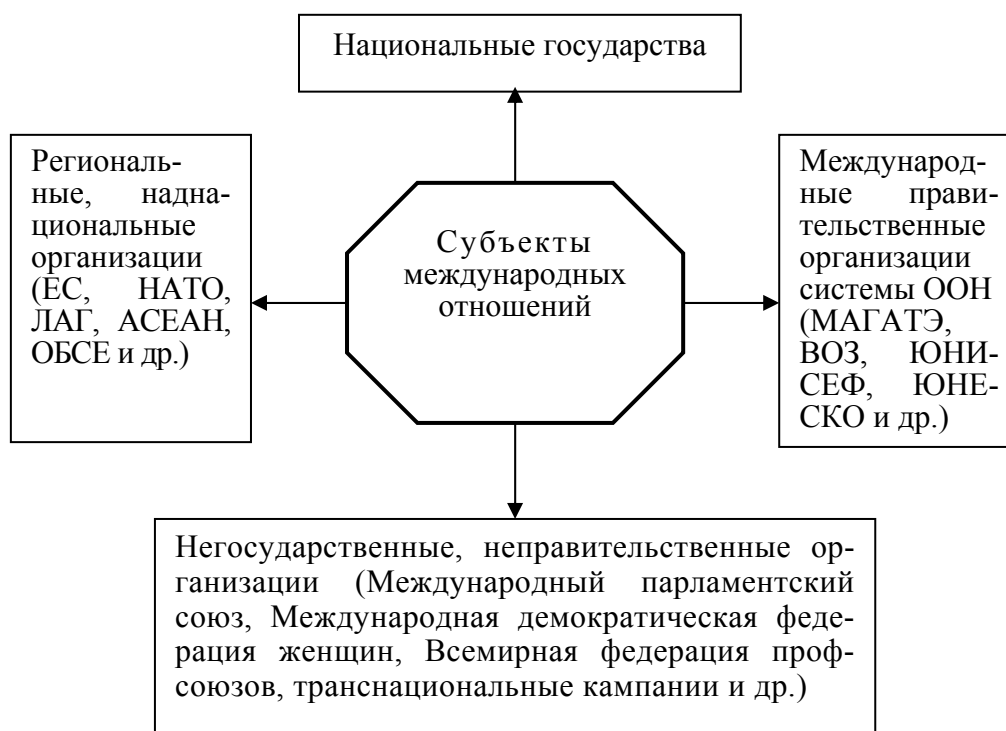 Национальные государства
Региональ-
ные, надна-
циональные
организации
(ЕС, НАТО,
ЛАГ, АСЕАН,
ОБСЕ и др.)
Субъекты
международных
отношений
Международ-
ные прави-
тельственные
организации
системы ООН
(МАГАТЭ,
ВОЗ, ЮНИ-
СЕФ, ЮНЕ-
СКО и др.)
Негосударственные, неправительственные ор-
ганизации (Международный парламентский
союз, Международная демократическая феде-
рация женщин, Всемирная федерация проф-
союзов, транснациональные кампании и др.)